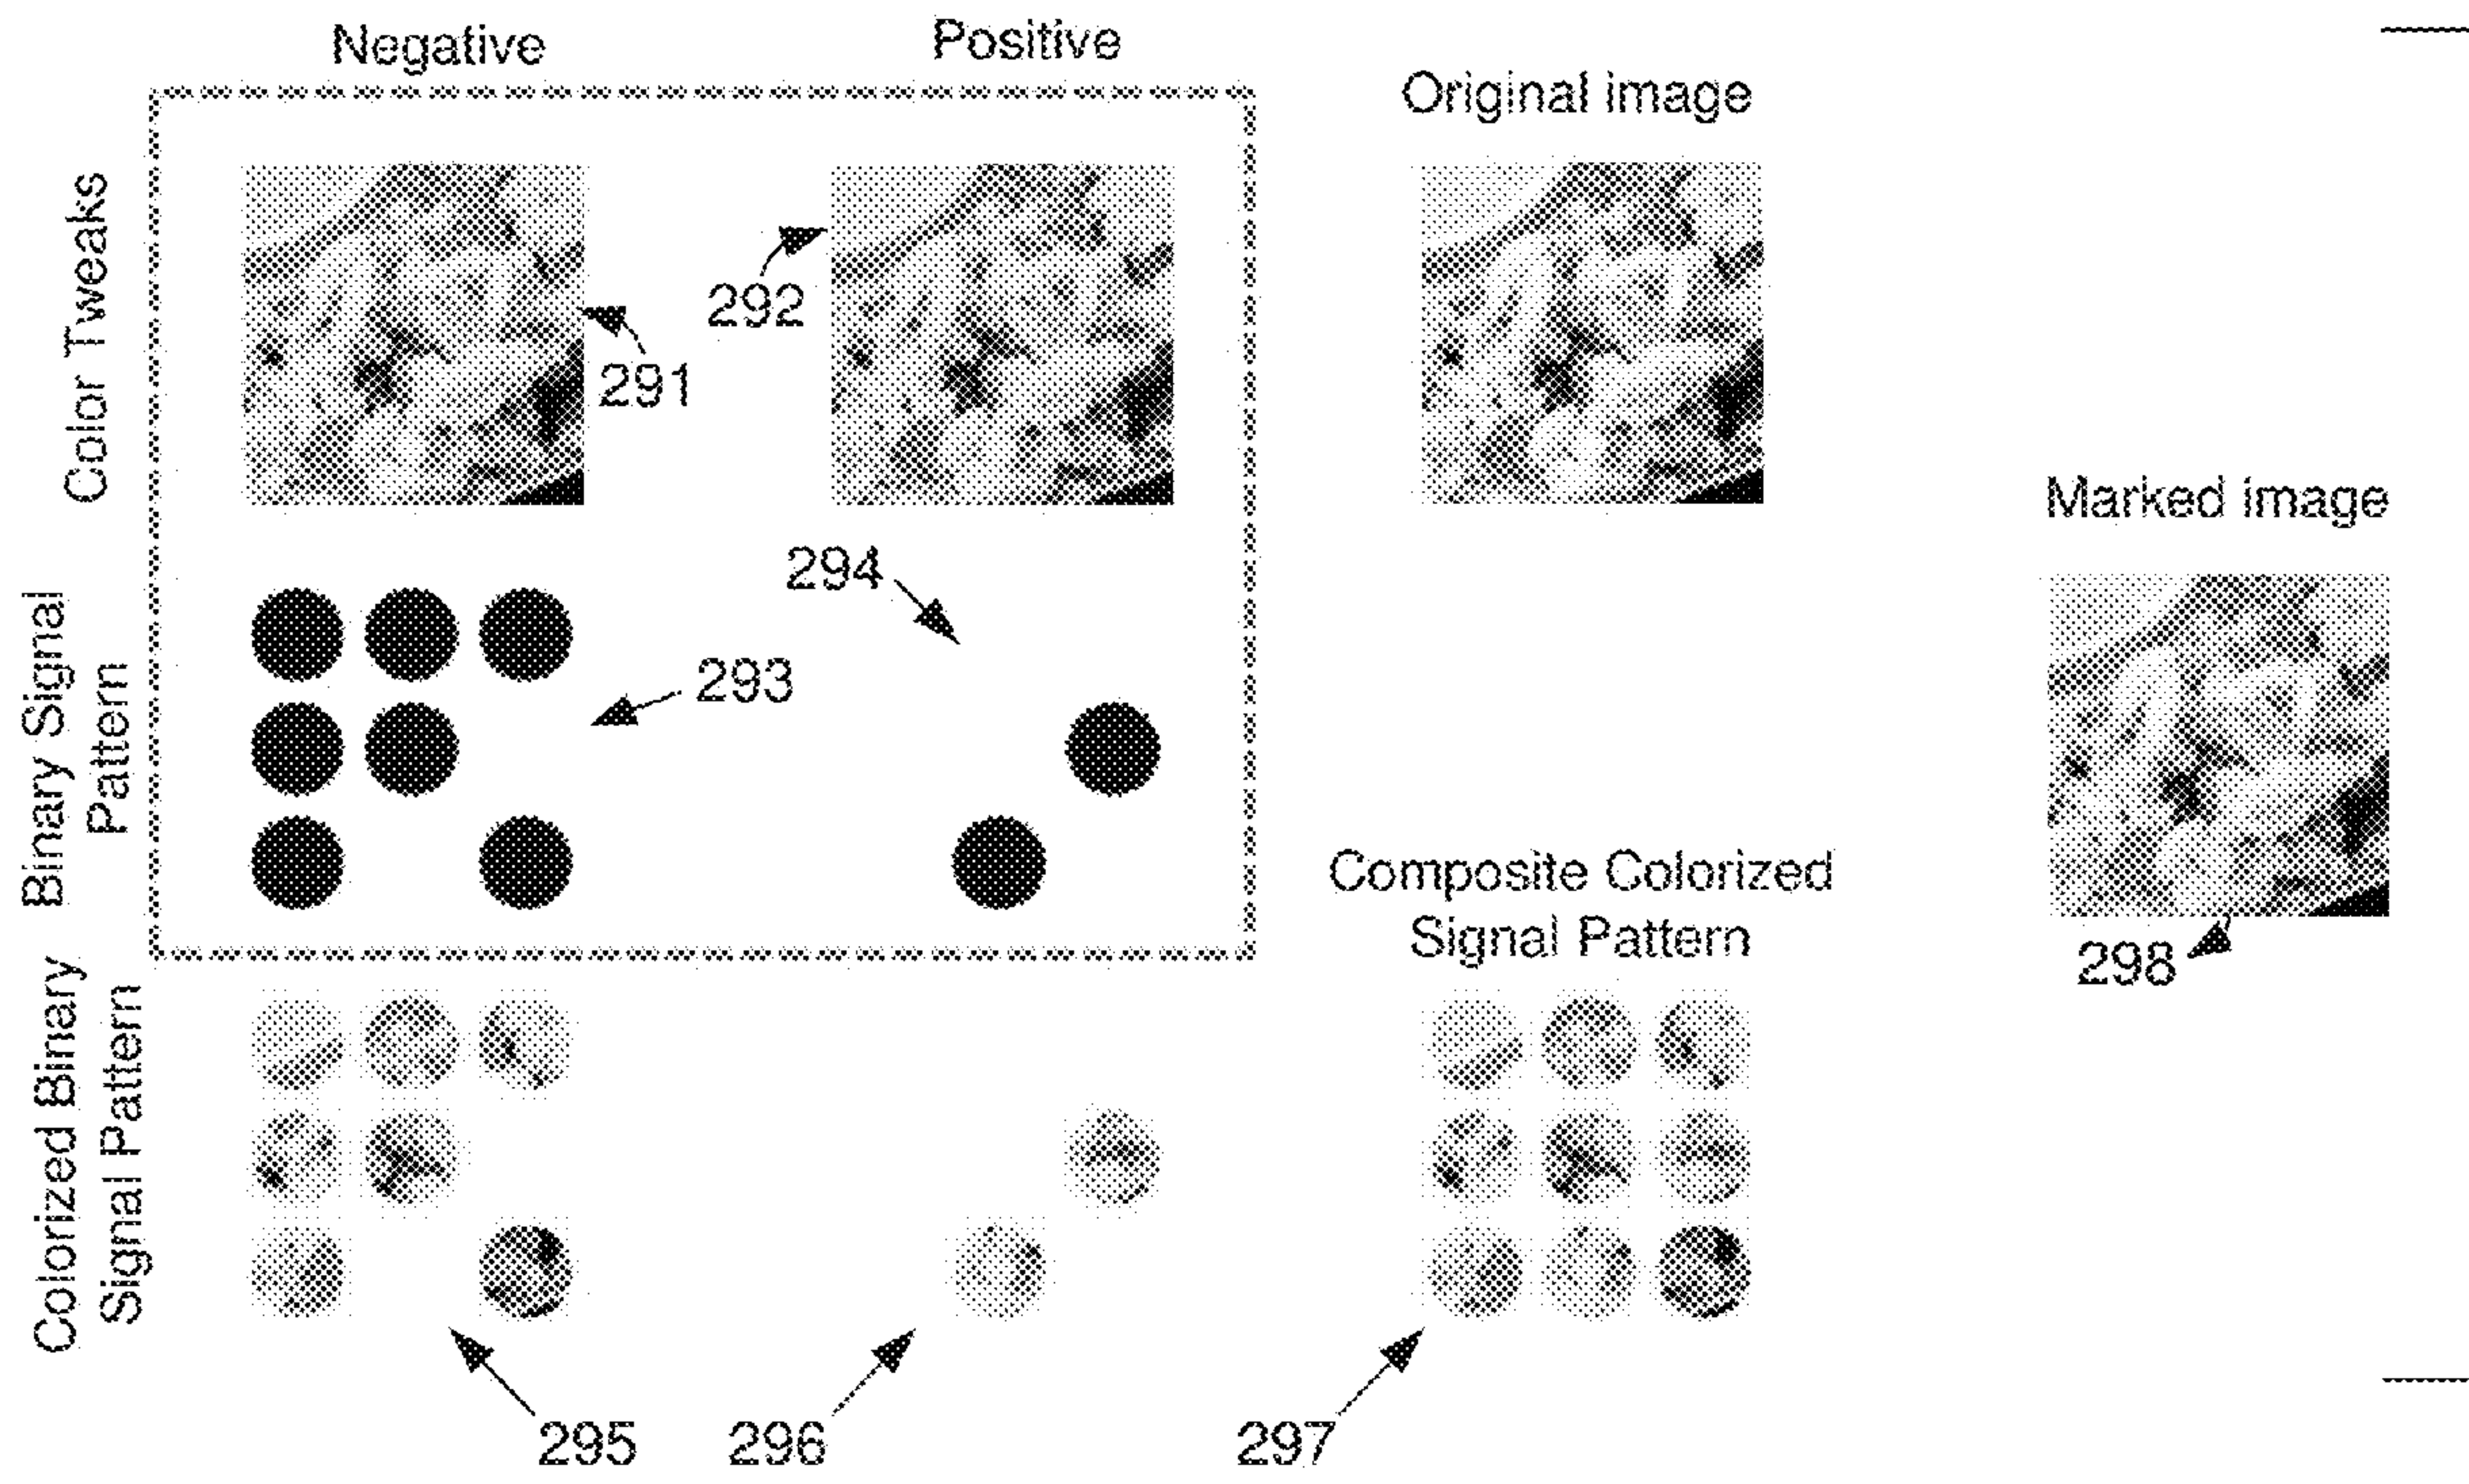 Negative
Positive
Original image
Color Tweaks
292
291
Marked image
294
293
Binary Signal
Pattern
Composite Colorized
Signal Pattern
298
Colorized Binary
Signal Pattern
295
296
297